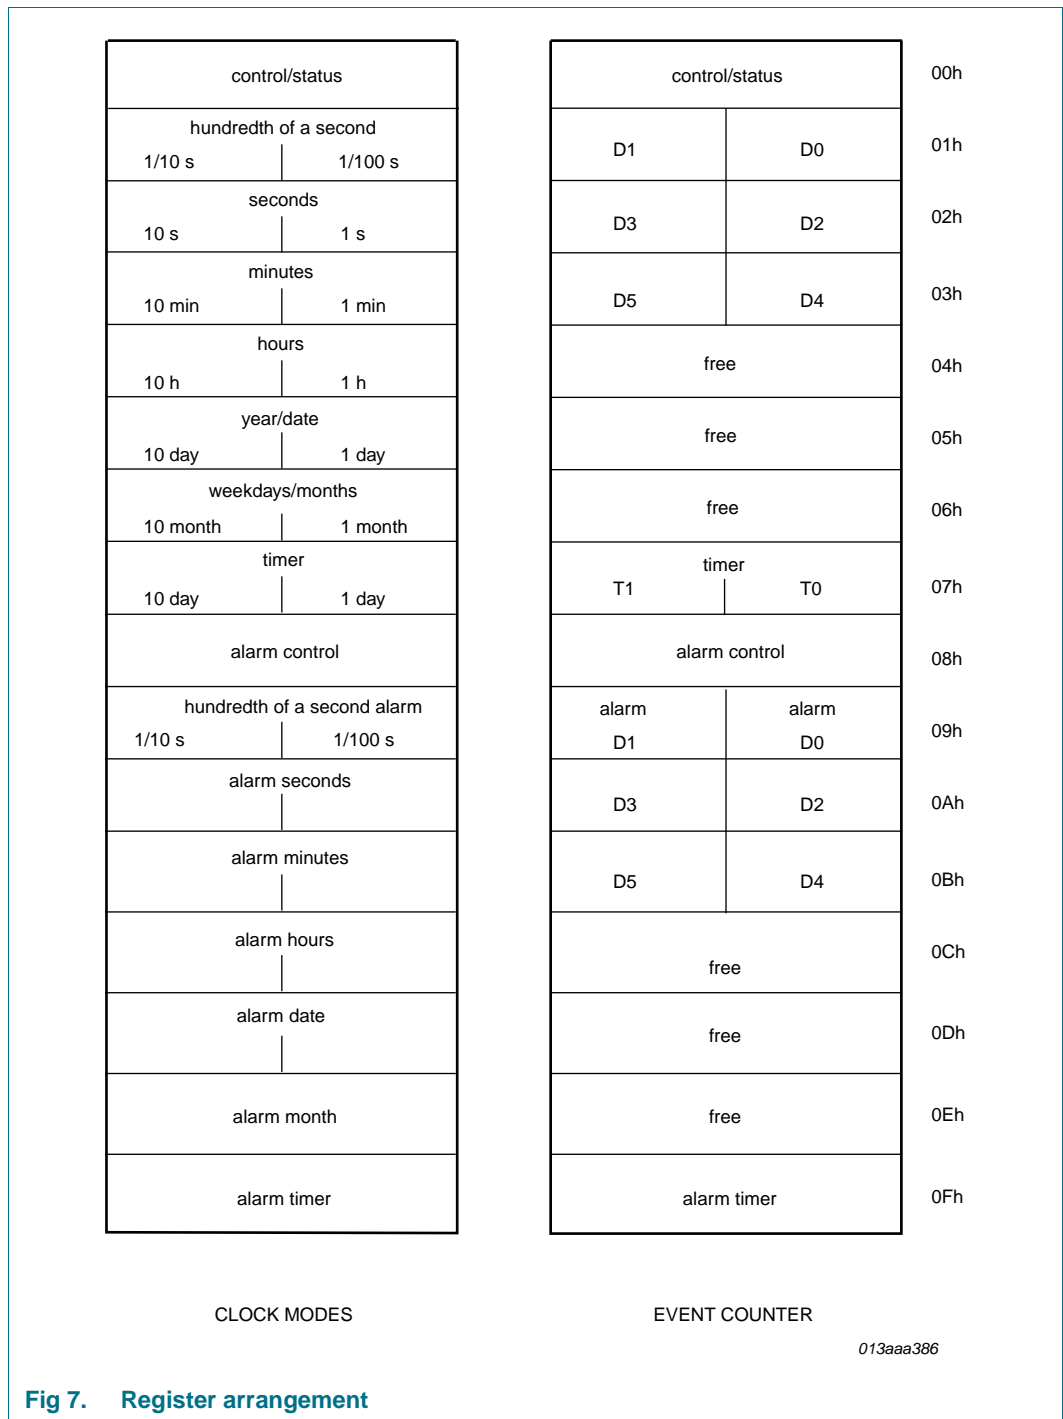 control/status control/status 00h
hundredth of a second
1/10 s 1/100 s D1 D0 01h
seconds
10 s 1 s D3 D2 02h
minutes
10 min 1 min D5 D4 03h
hours
10 h 1 h free 04h
year/date
10 day 1 day free 05h
weekdays/months
10 month 1 month free 06h
timer timer
10 day 1 day T1 T0 07h
alarm control alarm control 08h
hundredth of a second alarm alarm alarm
1/10 s 1/100 s D1 D0 09h
alarm seconds D3 D2 0Ah
alarm minutes D5 D4 0Bh
alarm hours free 0Ch
alarm date free 0Dh
alarm month free 0Eh
alarm timer alarm timer 0Fh
CLOCK MODES EVENT COUNTER
013aaa386
Fig 7. Register arrangement